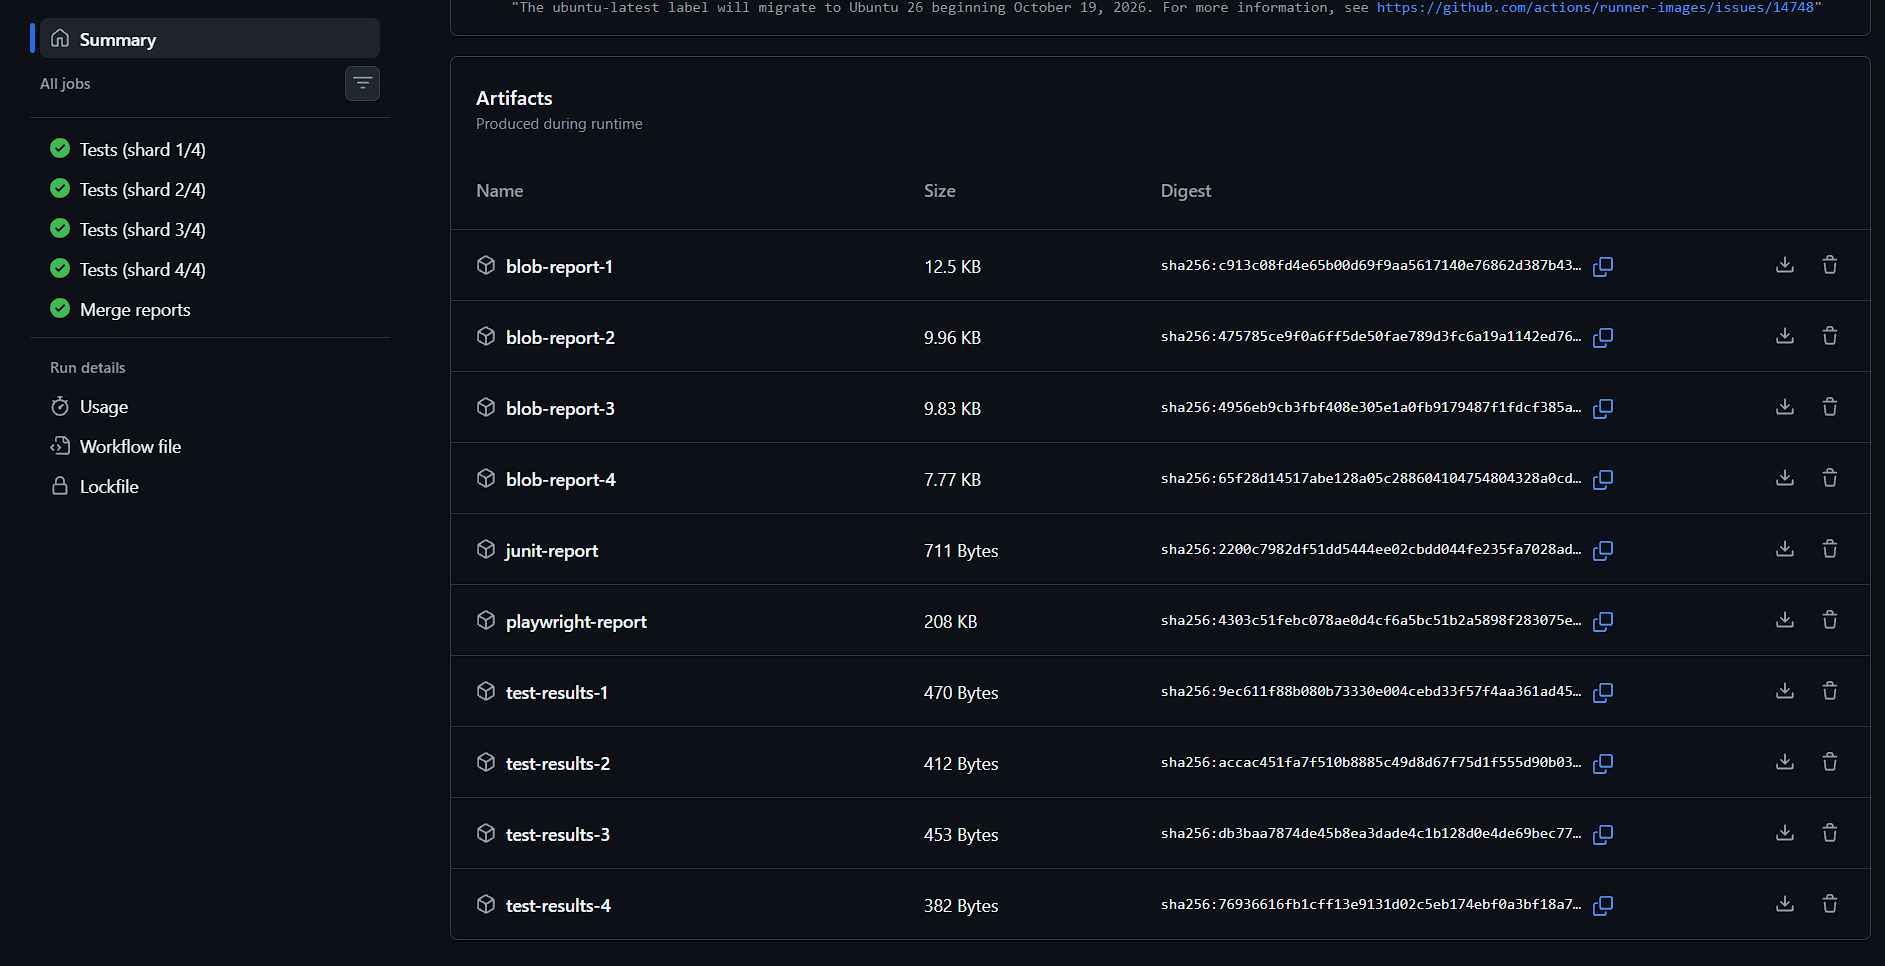 "The ubuntu-latest label will migrate to Ubuntu 26 beginning October 19, 2026. For more information, see https://github.com/actions/runner-images/issues/14748"
Summary
All jobs
Tests (shard 1/4)
Tests (shard 2/4)
Tests (shard 3/4)
Tests (shard 4/4)
Merge reports
Run details
Usage
Workflow file
Lockfile
Artifacts
Produced during runtime
Name Size Digest
blob-report-1 12.5 KB sha256:c913c08fd4e65b00d69f9aa5617140e76862d387b43…
blob-report-2 9.96 KB sha256:475785ce9f0a6ff5de50fae789d3fc6a19a1142ed76…
blob-report-3 9.83 KB sha256:4956eb9cb3fbf408e305e1a0fb9179487f1fdcf385a…
blob-report-4 7.77 KB sha256:65f28d14517abe128a05c288604104754804328a0cd…
junit-report 711 Bytes sha256:2200c7982df51dd5444ee02cbdd044fe235fa7028ad…
playwright-report 208 KB sha256:4303c51febc078ae0d4cf6a5bc51b2a5898f283075e…
test-results-1 470 Bytes sha256:9ec611f88b080b73330e004cebd33f57f4aa361ad45…
test-results-2 412 Bytes sha256:accac451fa7f510b8885c49d8d67f75d1f555d90b03…
test-results-3 453 Bytes sha256:db3baa7874de45b8ea3dade4c1b128d0e4de69bec77…
test-results-4 382 Bytes sha256:76936616fb1cff13e9131d02c5eb174ebf0a3bf18a7…